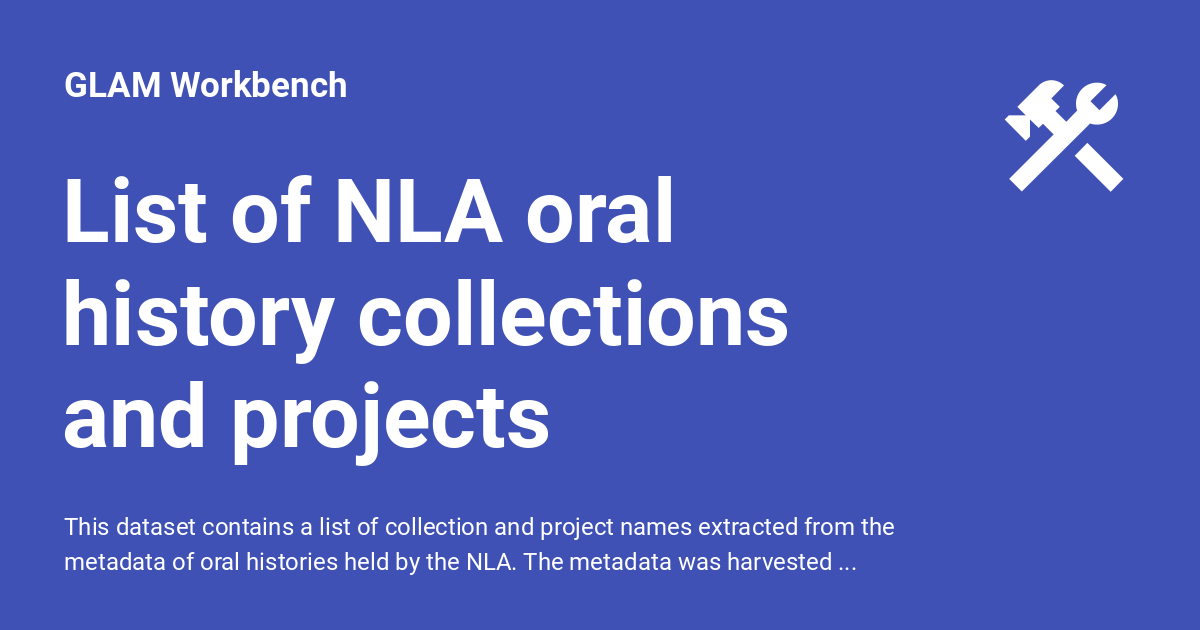 GLAM Workbench
List of NLA oral
history collections
and projects
This dataset contains a list of collection and project names extracted from the
metadata of oral histories held by the NLA. The metadata was harvested ...